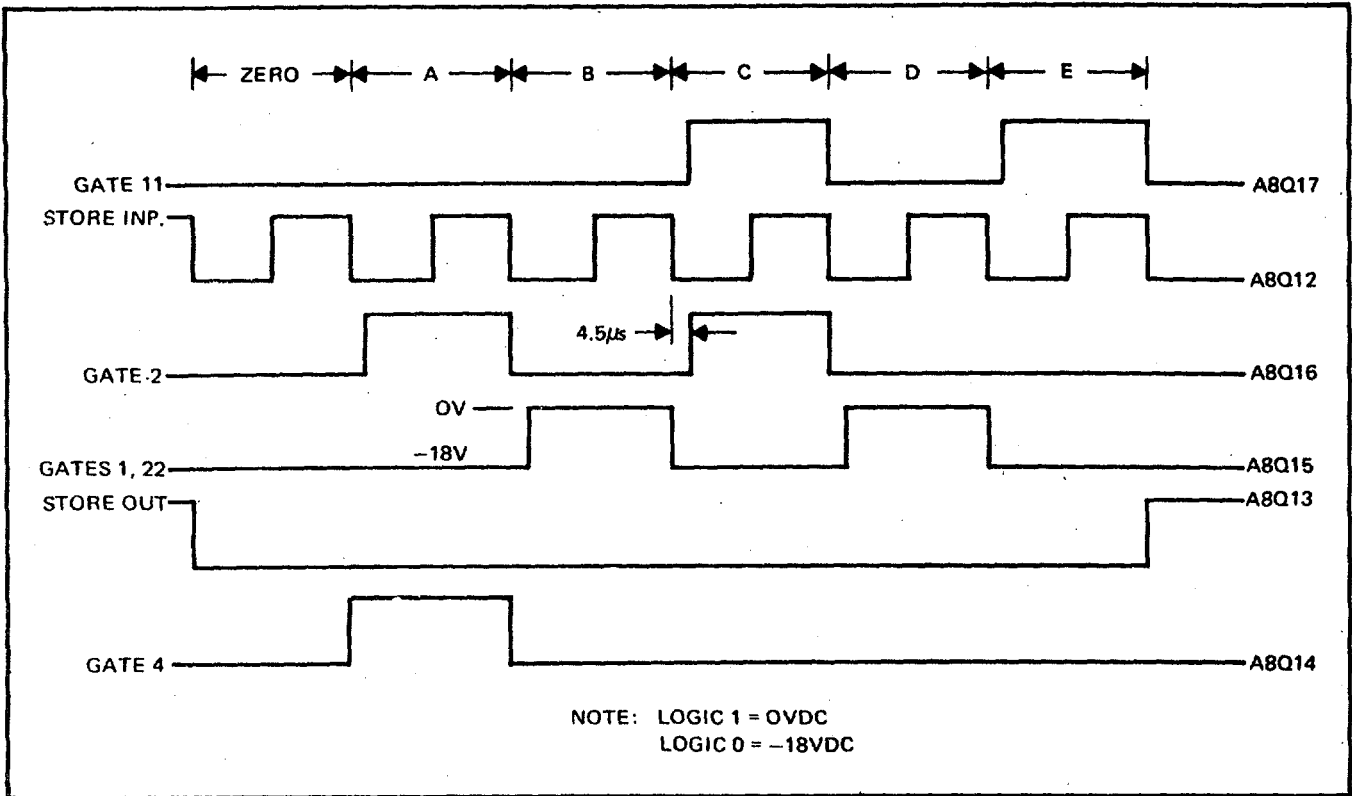 ZERO A B C D E
GATE 11 A8Q17
STORE INP. A8Q12
4.5μs
GATE 2 A8Q16
0V
−18V
GATES 1, 22 A8Q15
STORE OUT A8Q13
GATE 4 A8Q14
NOTE: LOGIC 1 = 0VDC
LOGIC 0 = −18VDC